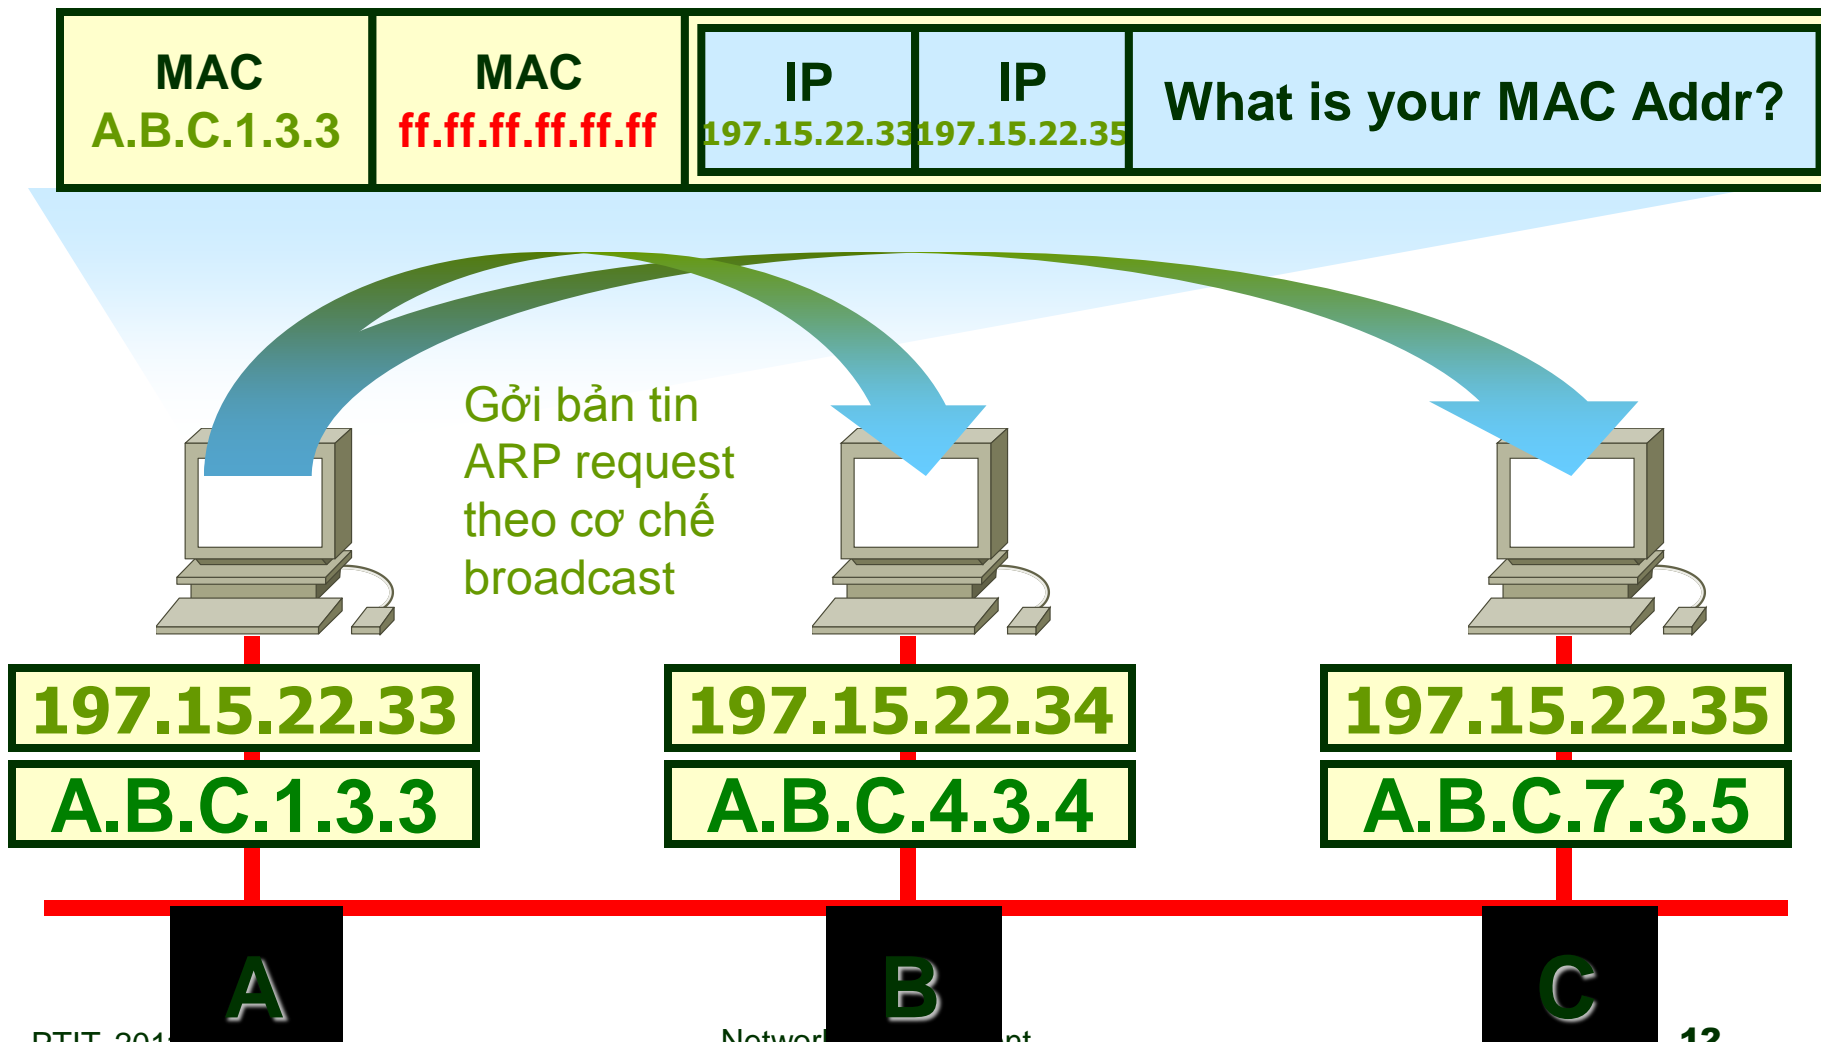 MAC
A.B.C.1.3.3
MAC
ff.ff.ff.ff.ff.ff
IP
197.15.22.33
IP
197.15.22.35
What is your MAC Addr?
Gởi bản tin
ARP request
theo cơ chế
broadcast
197.15.22.33
A.B.C.1.3.3
197.15.22.34
A.B.C.4.3.4
197.15.22.35
A.B.C.7.3.5
A
B
C
PTIT
12